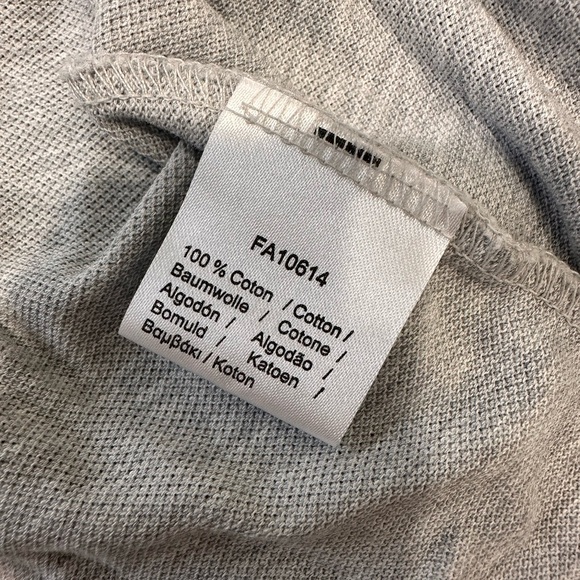 FA10614
100 % Coton / Cotton /
Baumwolle / Cotone /
Algodón / Algodão /
Bomuld / Katoen /
Βαμβάκι / Koton